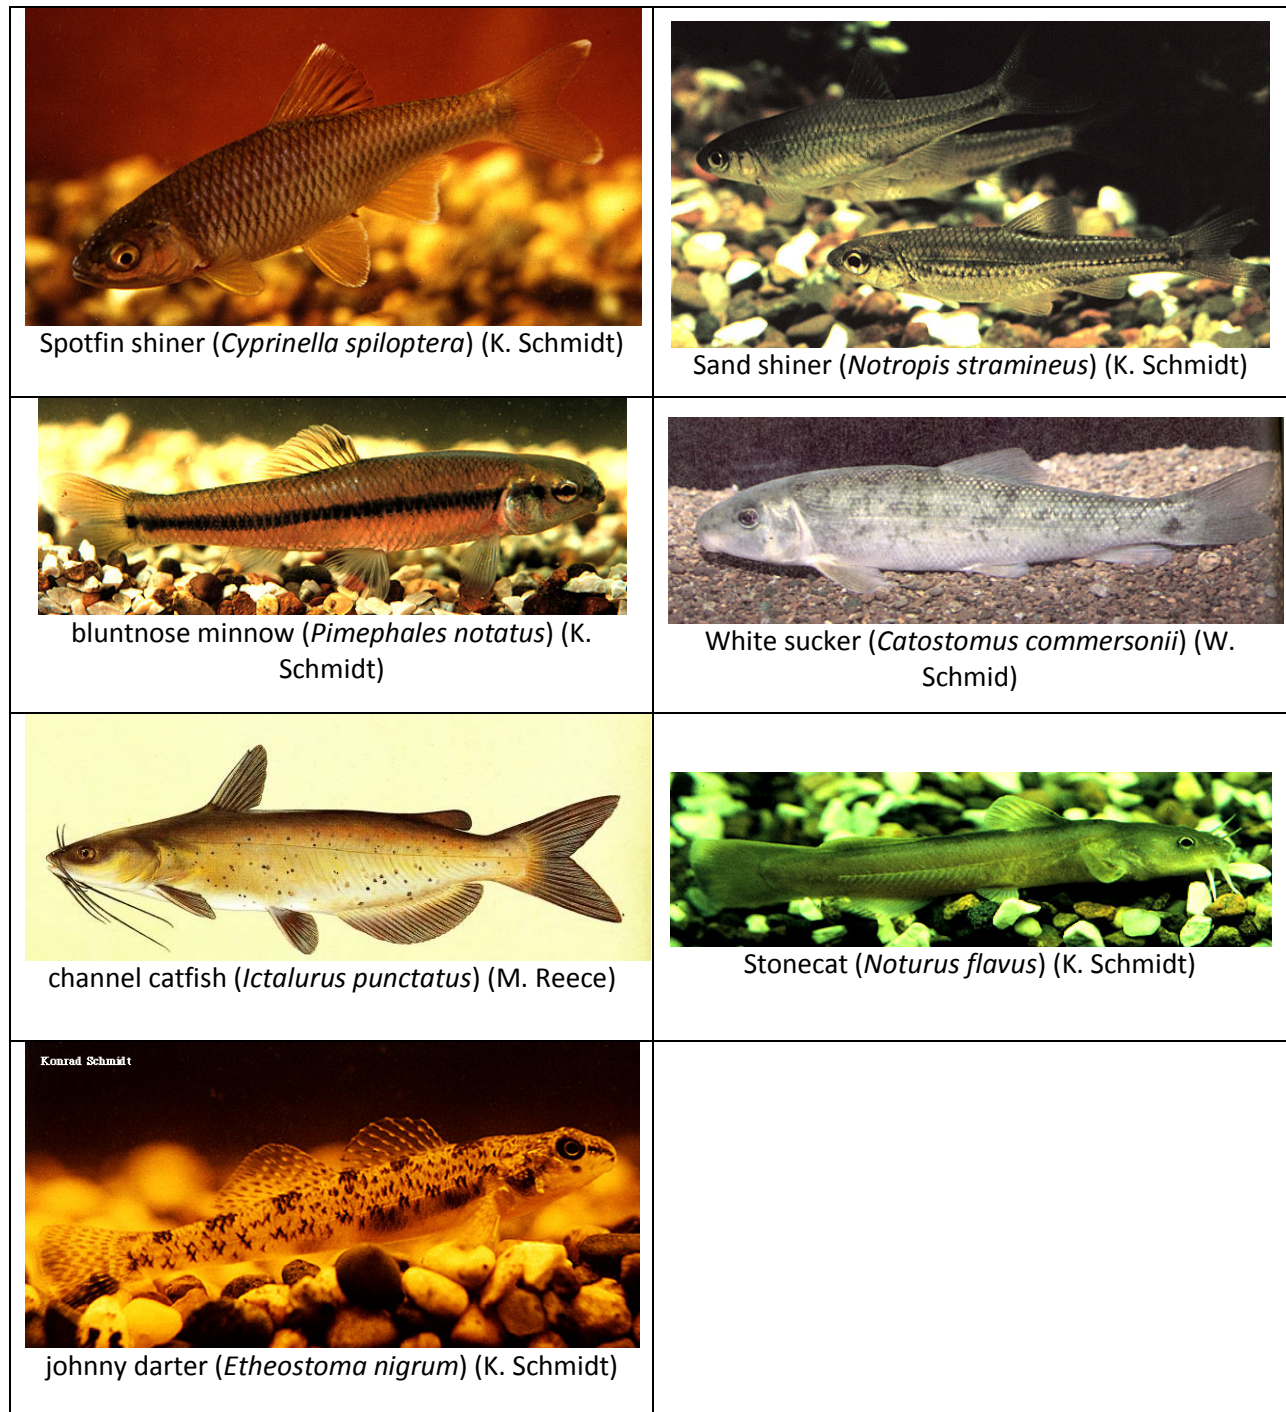 Spotfin shiner (Cyprinella spiloptera) (K. Schmidt)
Sand shiner (Notropis stramineus) (K. Schmidt)
bluntnose minnow (Pimephales notatus) (K.
Schmidt)
White sucker (Catostomus commersonii) (W.
Schmid)
channel catfish (Ictalurus punctatus) (M. Reece)
Stonecat (Noturus flavus) (K. Schmidt)
Konrad Schmidt
johnny darter (Etheostoma nigrum) (K. Schmidt)